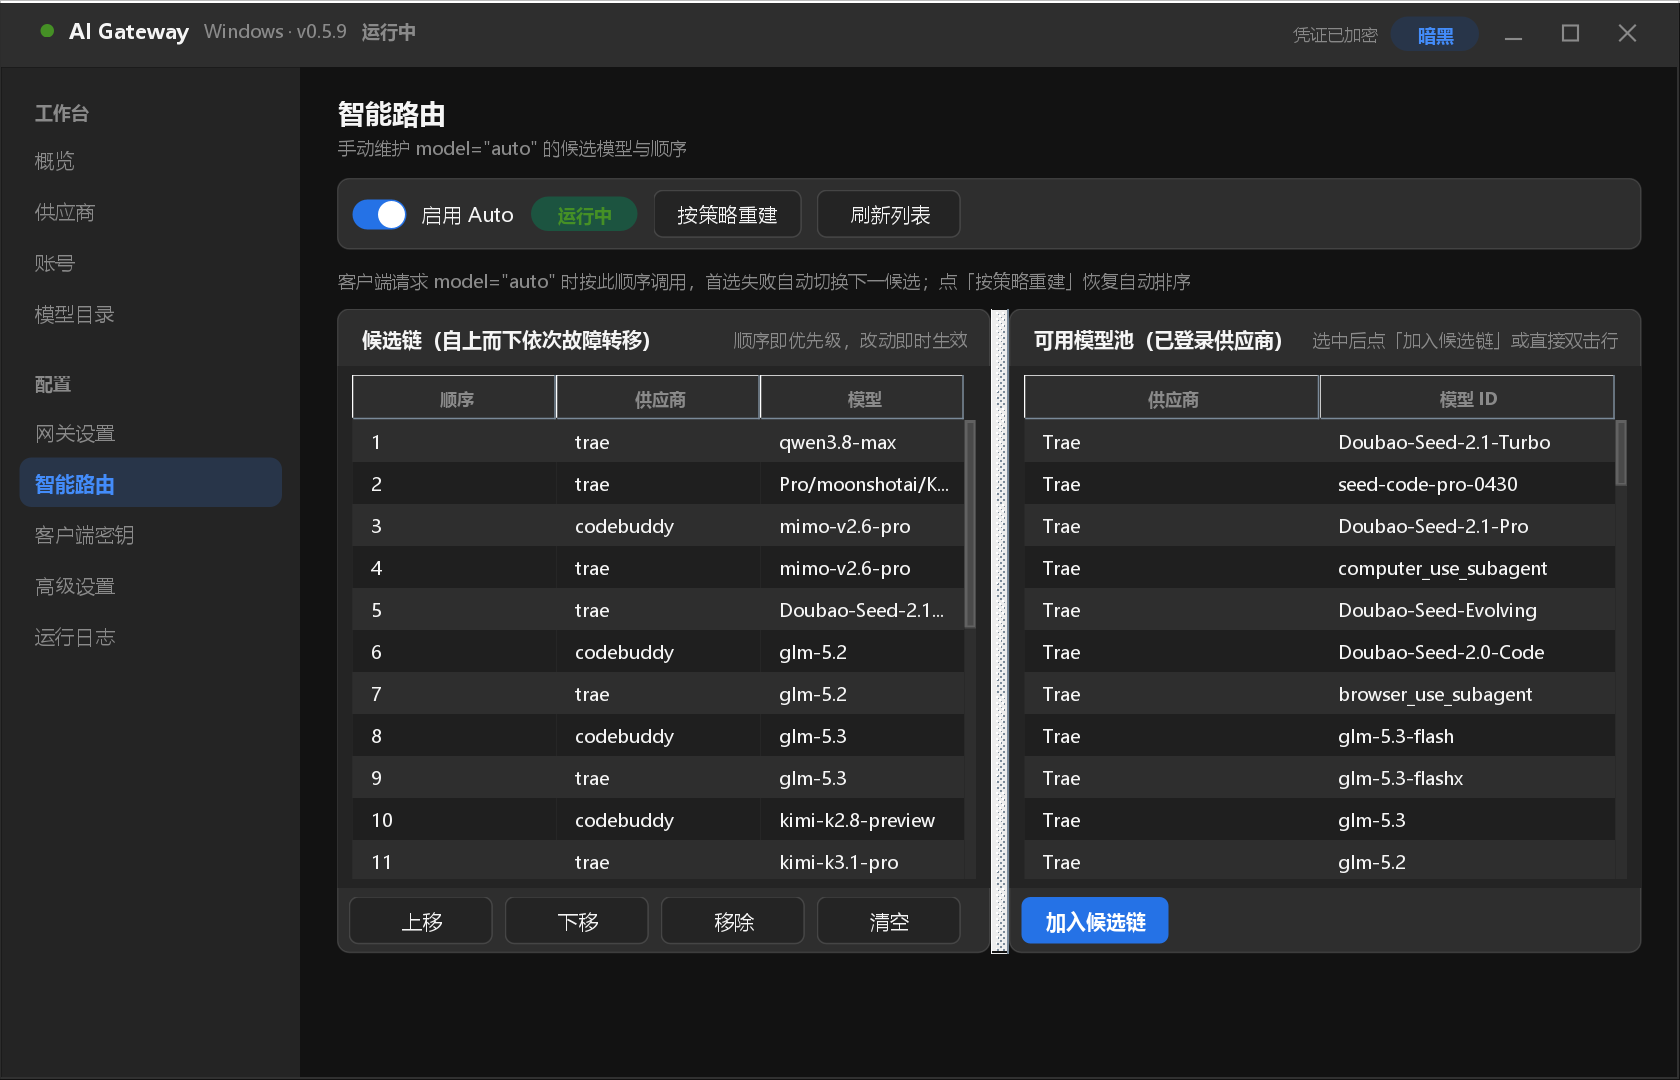 AI Gateway Windows · v0.5.9 运行中 凭证已加密 暗黑
工作台
概览
供应商
账号
模型目录
配置
网关设置
智能路由
客户端密钥
高级设置
运行日志
智能路由
手动维护 model="auto" 的候选模型与顺序
启用 Auto 运行中 按策略重建 刷新列表
客户端请求 model="auto" 时按此顺序调用，首选失败自动切换下一候选；点「按策略重建」恢复自动排序
候选链（自上而下依次故障转移） 顺序即优先级，改动即时生效
顺序 供应商 模型
1 trae qwen3.8-max
2 trae Pro/moonshotai/K...
3 codebuddy mimo-v2.6-pro
4 trae mimo-v2.6-pro
5 trae Doubao-Seed-2.1...
6 codebuddy glm-5.2
7 trae glm-5.2
8 codebuddy glm-5.3
9 trae glm-5.3
10 codebuddy kimi-k2.8-preview
11 trae kimi-k3.1-pro
上移 下移 移除 清空
可用模型池（已登录供应商） 选中后点「加入候选链」或直接双击行
供应商 模型 ID
Trae Doubao-Seed-2.1-Turbo
Trae seed-code-pro-0430
Trae Doubao-Seed-2.1-Pro
Trae computer_use_subagent
Trae Doubao-Seed-Evolving
Trae Doubao-Seed-2.0-Code
Trae browser_use_subagent
Trae glm-5.3-flash
Trae glm-5.3-flashx
Trae glm-5.3
Trae glm-5.2
加入候选链